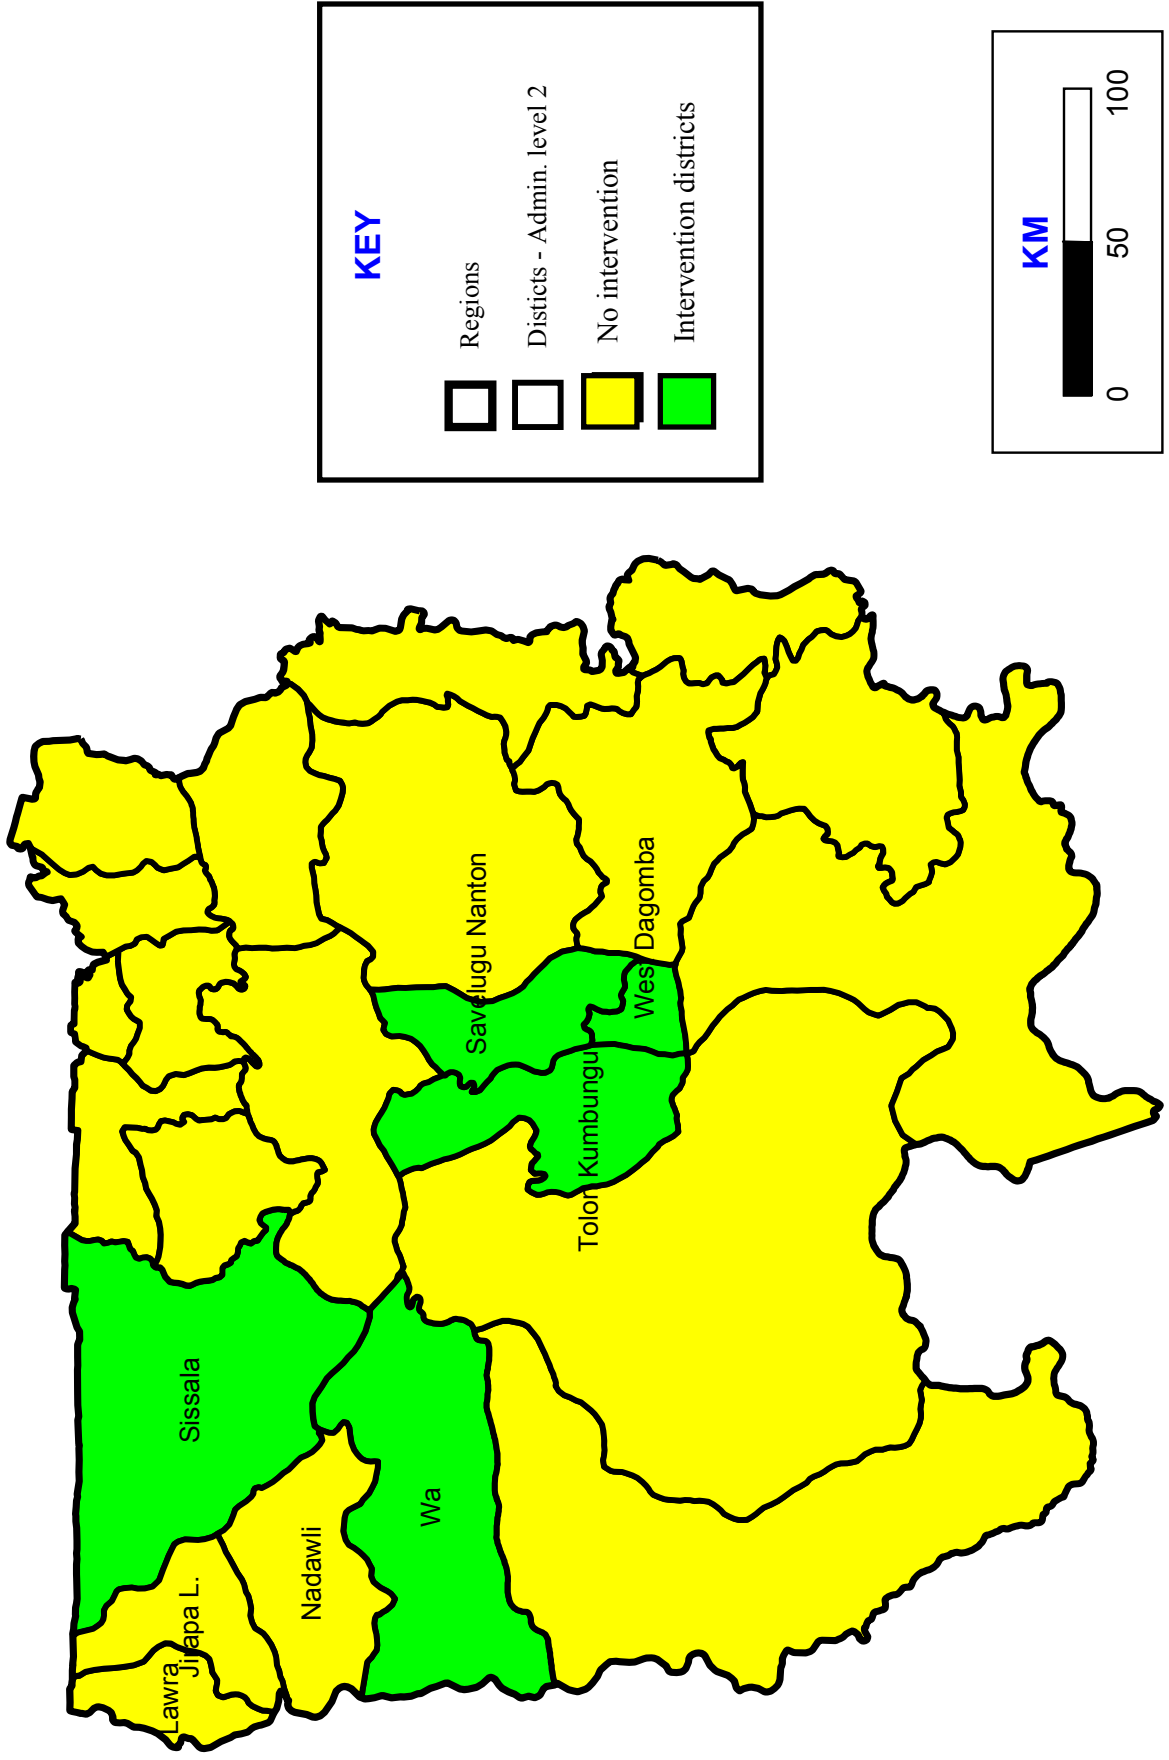 KEY
Regions
Disticts - Admin. level 2
No intervention
Intervention districts
KM
0 50 100
Lawra
Jirapa L.
Sissala
Nadawli
Wa
Savelugu Nanton
Tolon Kumbungu
West Dagomba